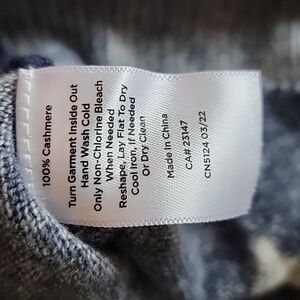 100% Cashmere
Turn Garment Inside Out
Hand Wash Cold
Only Non-Chlorine Bleach
When Needed
Reshape, Lay Flat To Dry
Cool Iron, If Needed
Or Dry Clean
Made In China
CA# 23147
CN5124 03/22